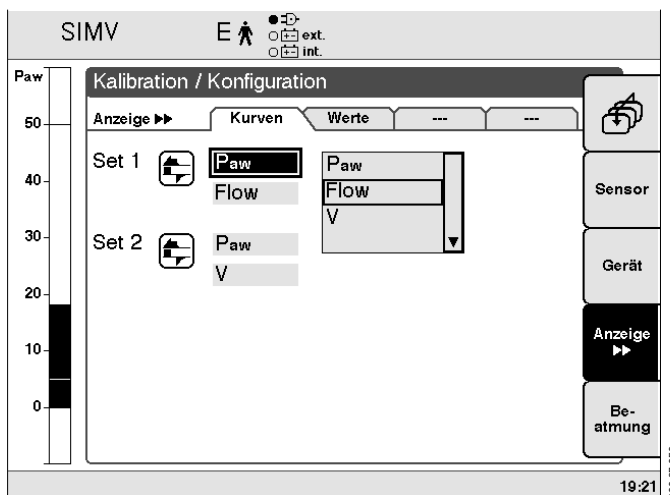 SIMV
E
ext.
int.
Paw
50
40
30
20
10
0
Kalibration / Konfiguration
Anzeige ▶▶ Kurven Werte --- ---
Set 1
Paw
Flow
Paw
Flow
V
▼
Set 2
Paw
V
Sensor
Gerät
Anzeige
▶▶
Be-
atmung
19:21